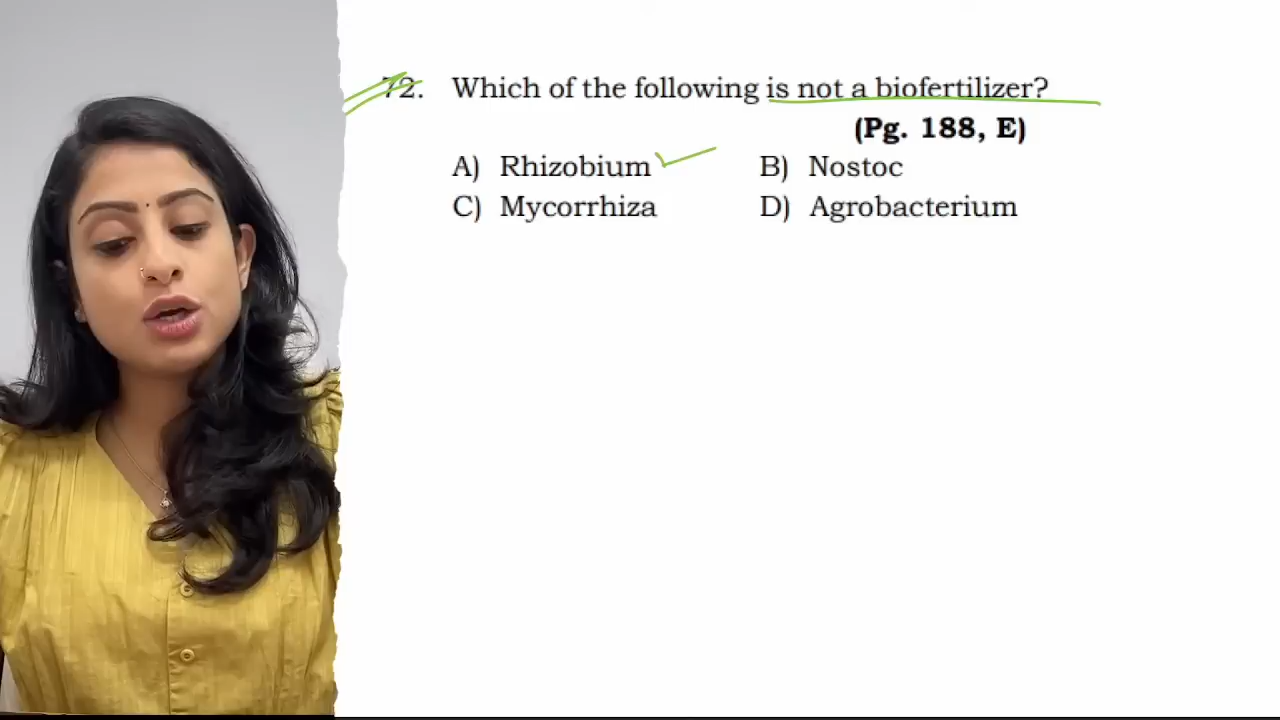 72. Which of the following is not a biofertilizer?
(Pg. 188, E)
A) Rhizobium B) Nostoc
C) Mycorrhiza D) Agrobacterium